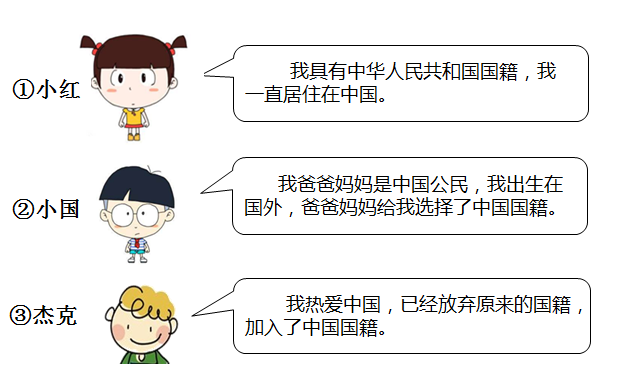 ①小红
我具有中华人民共和国国籍，我
一直居住在中国。
②小国
我爸爸妈妈是中国公民，我出生在
国外，爸爸妈妈给我选择了中国国籍。
③杰克
我热爱中国，已经放弃原来的国籍，
加入了中国国籍。